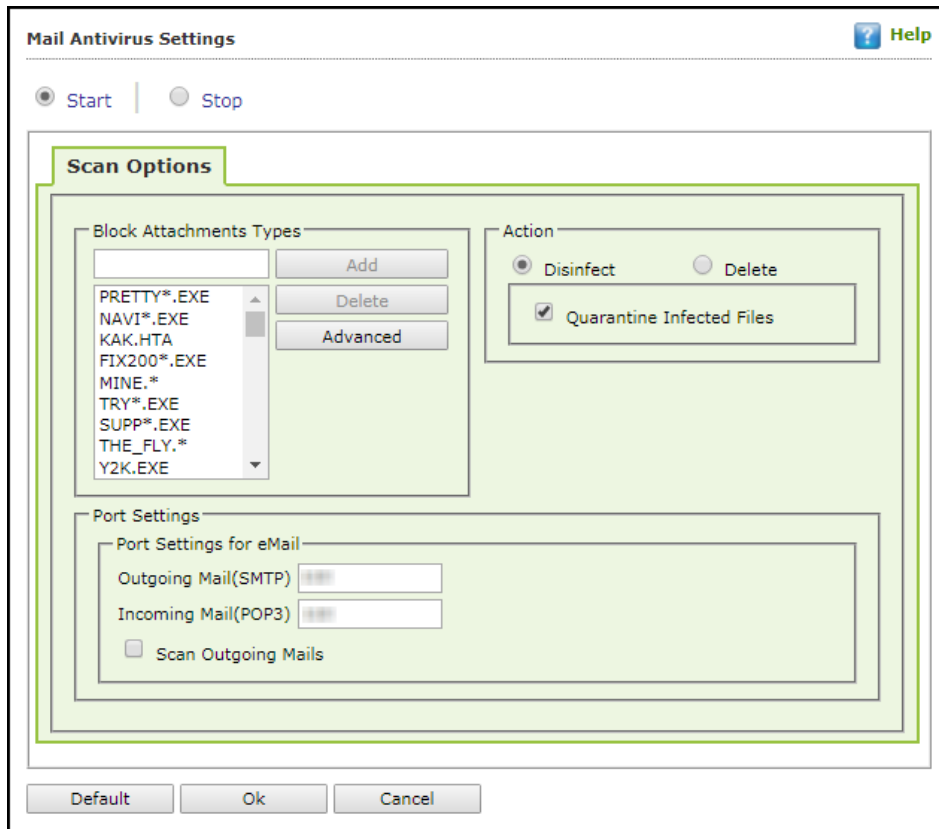 Mail Antivirus Settings
? Help
Start
Stop
Scan Options
Block Attachments Types
Add
PRETTY*.EXE
NAVI*.EXE
KAK.HTA
FIX200*.EXE
MINE.*
TRY*.EXE
SUPP*.EXE
THE_FLY.*
Y2K.EXE
Delete
Advanced
Action
Disinfect
Delete
Quarantine Infected Files
Port Settings
Port Settings for eMail
Outgoing Mail(SMTP)
Incoming Mail(POP3)
Scan Outgoing Mails
Default
Ok
Cancel